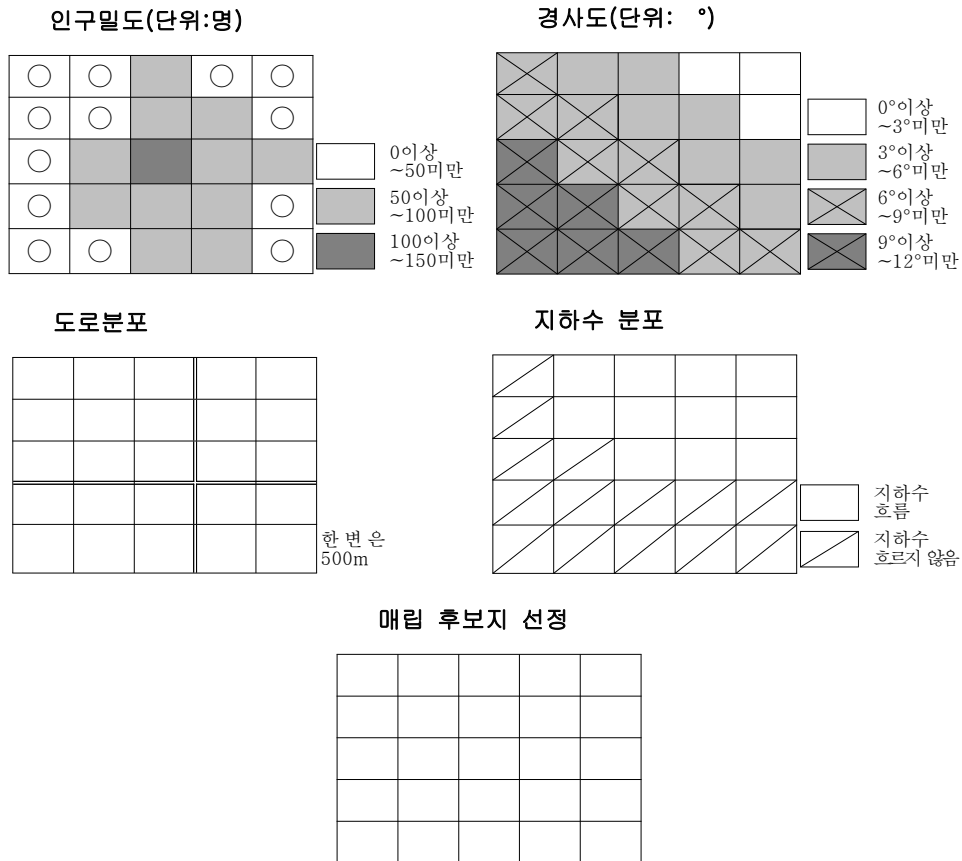 인구밀도(단위:명)
0이상
~50미만
50이상
~100미만
100이상
~150미만
경사도(단위: °)
0°이상
~3°미만
3°이상
~6°미만
6°이상
~9°미만
9°이상
~12°미만
도로분포
한 변 은
500m
지하수 분포
지하수
흐름
지하수
흐르지 않음
매립 후보지 선정